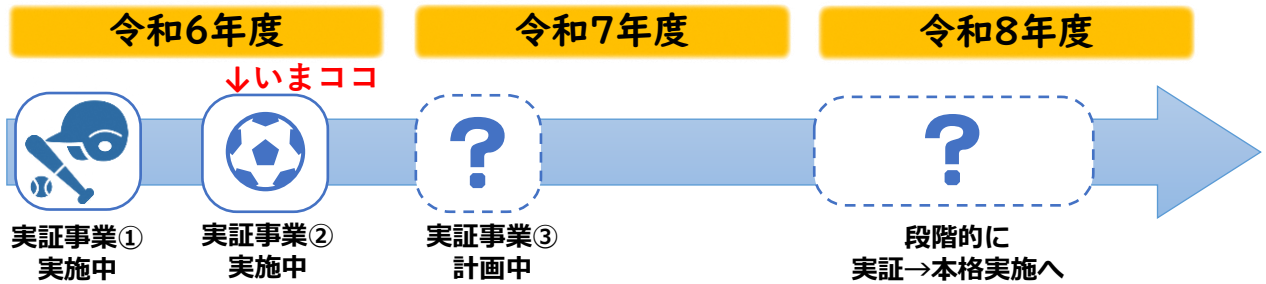 令和6年度
令和7年度
令和8年度
↓いまココ
?
?
実証事業①
実施中
実証事業②
実施中
実証事業③
計画中
段階的に
実証→本格実施へ